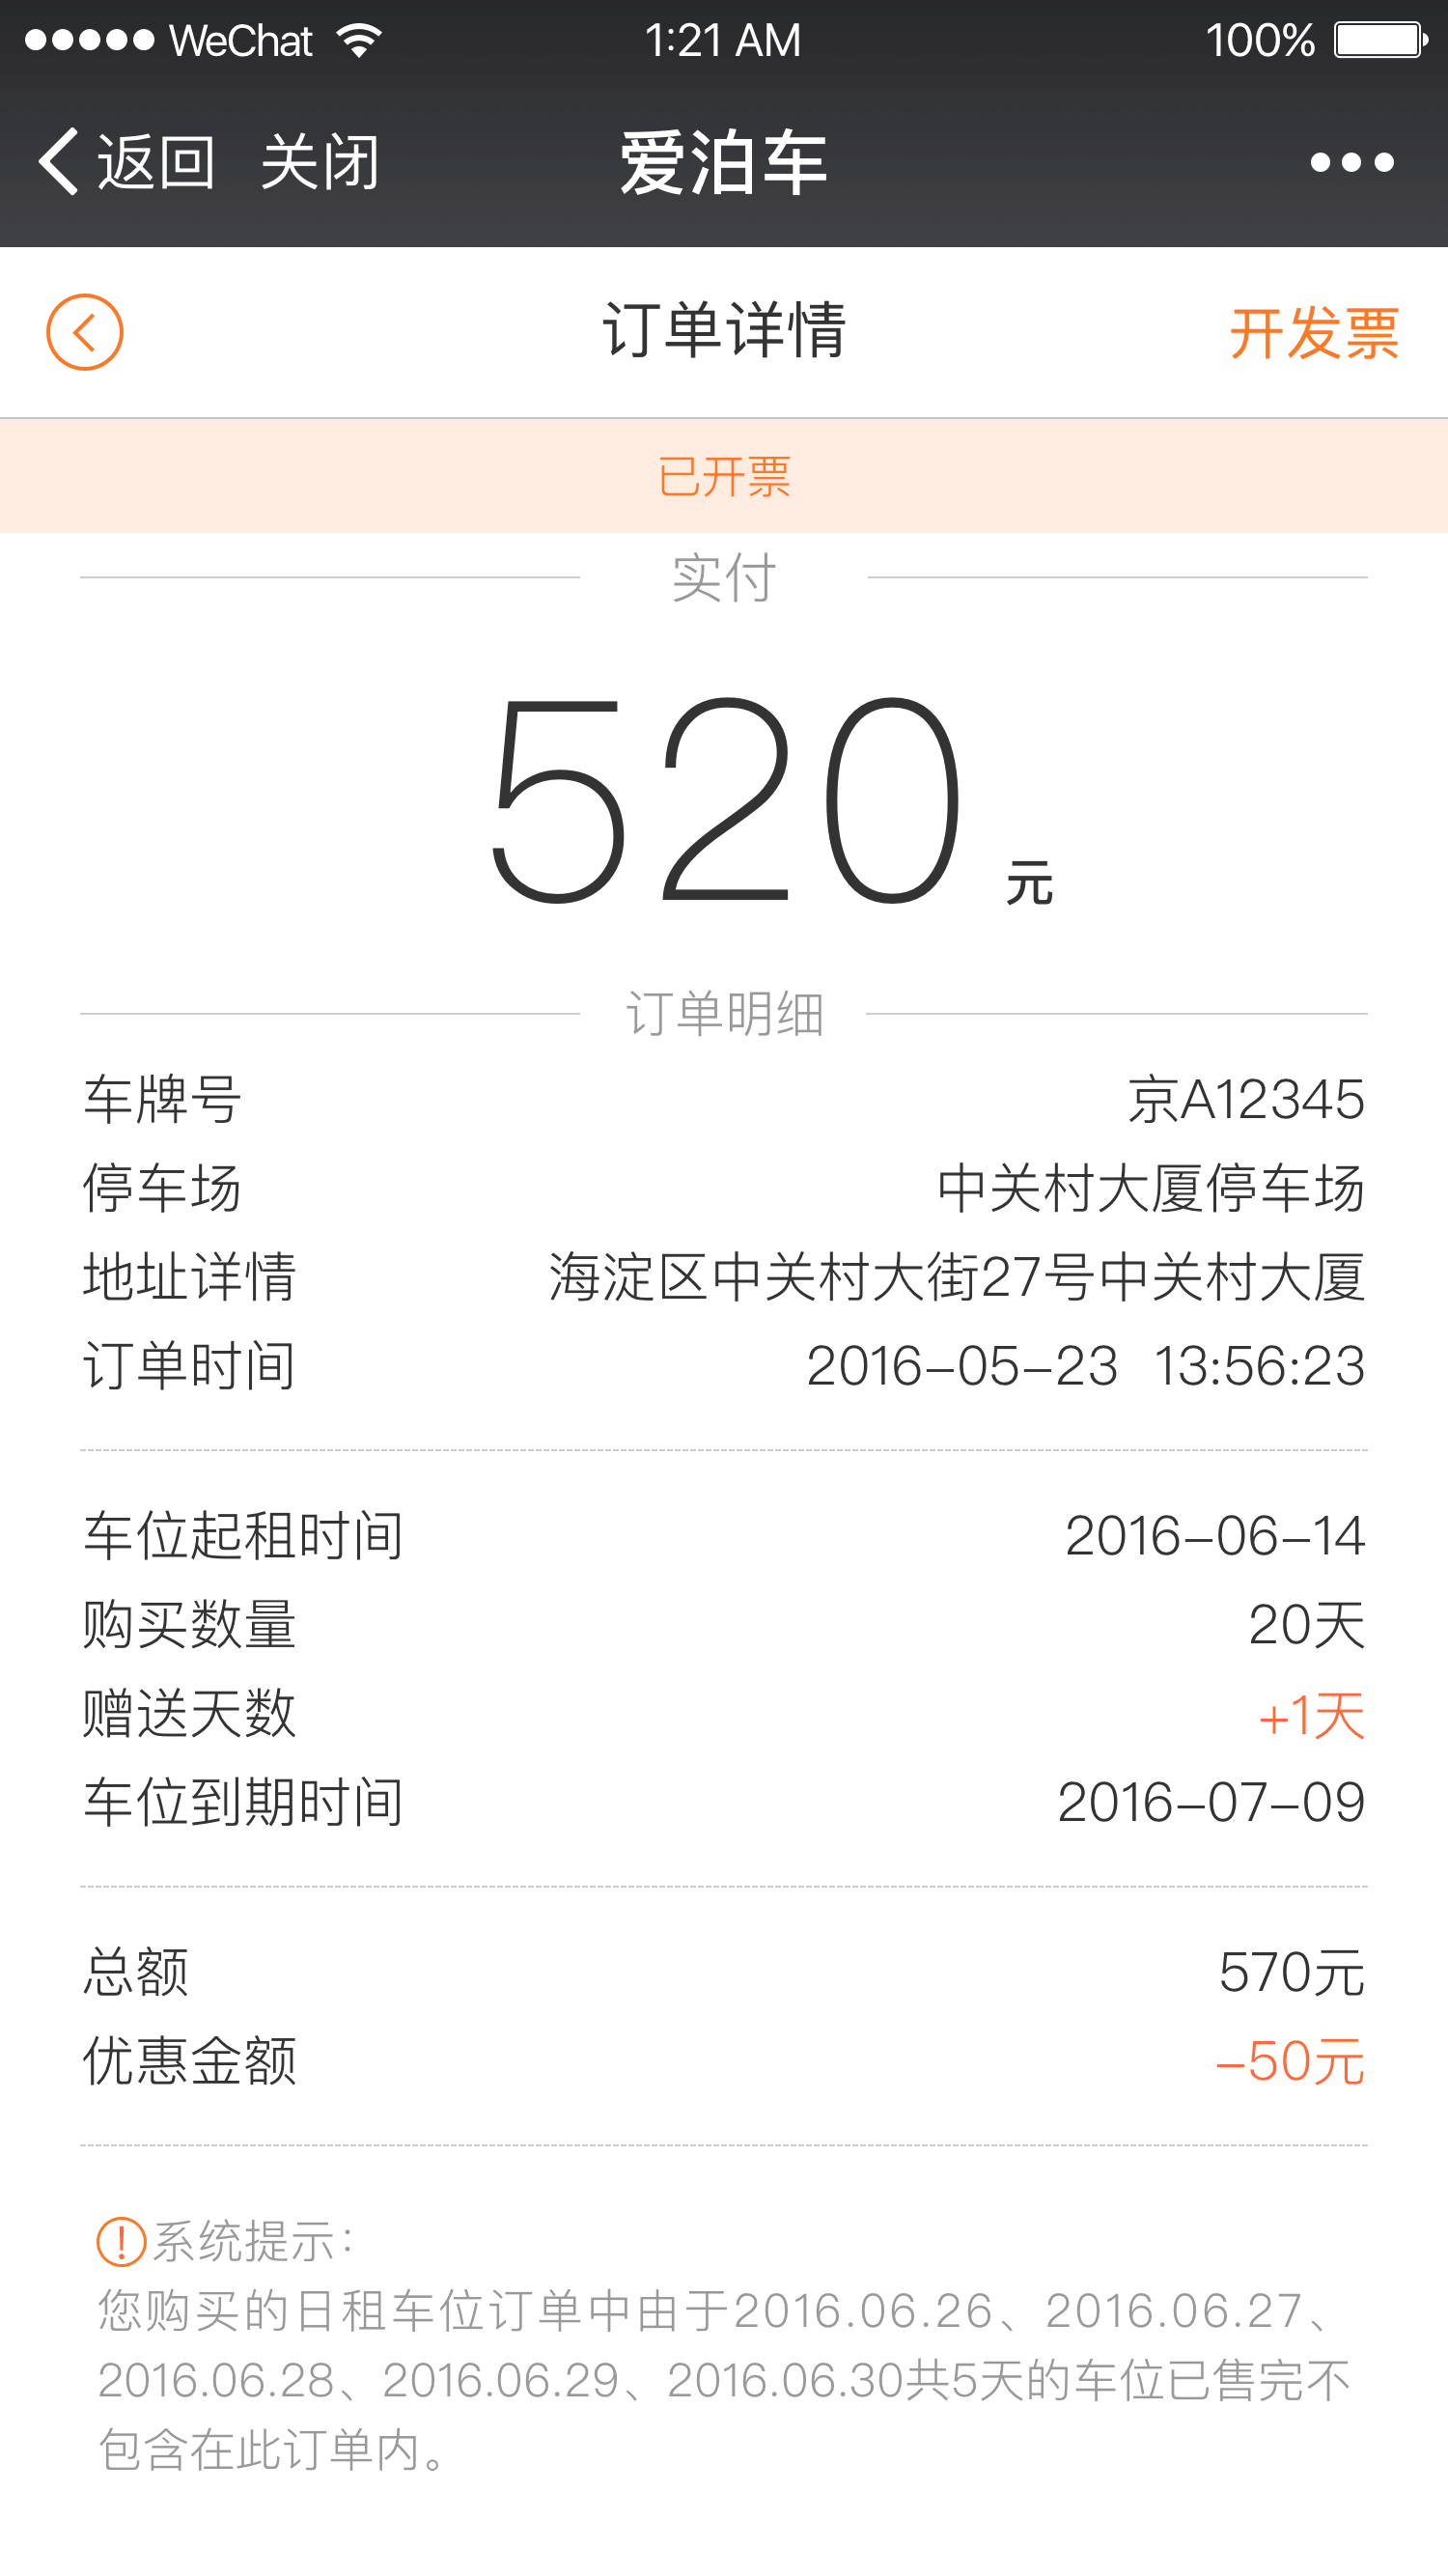 WeChat 1:21 AM 100%
返回 关闭 爱泊车
订单详情 开发票
已开票
实付
520 元
订单明细
车牌号 京A12345
停车场 中关村大厦停车场
地址详情 海淀区中关村大街27号中关村大厦
订单时间 2016-05-23 13:56:23
车位起租时间 2016-06-14
购买数量 20天
赠送天数 +1天
车位到期时间 2016-07-09
总额 570元
优惠金额 -50元
系统提示：
您购买的日租车位订单中由于2016.06.26、2016.06.27、
2016.06.28、2016.06.29、2016.06.30共5天的车位已售完不
包含在此订单内。